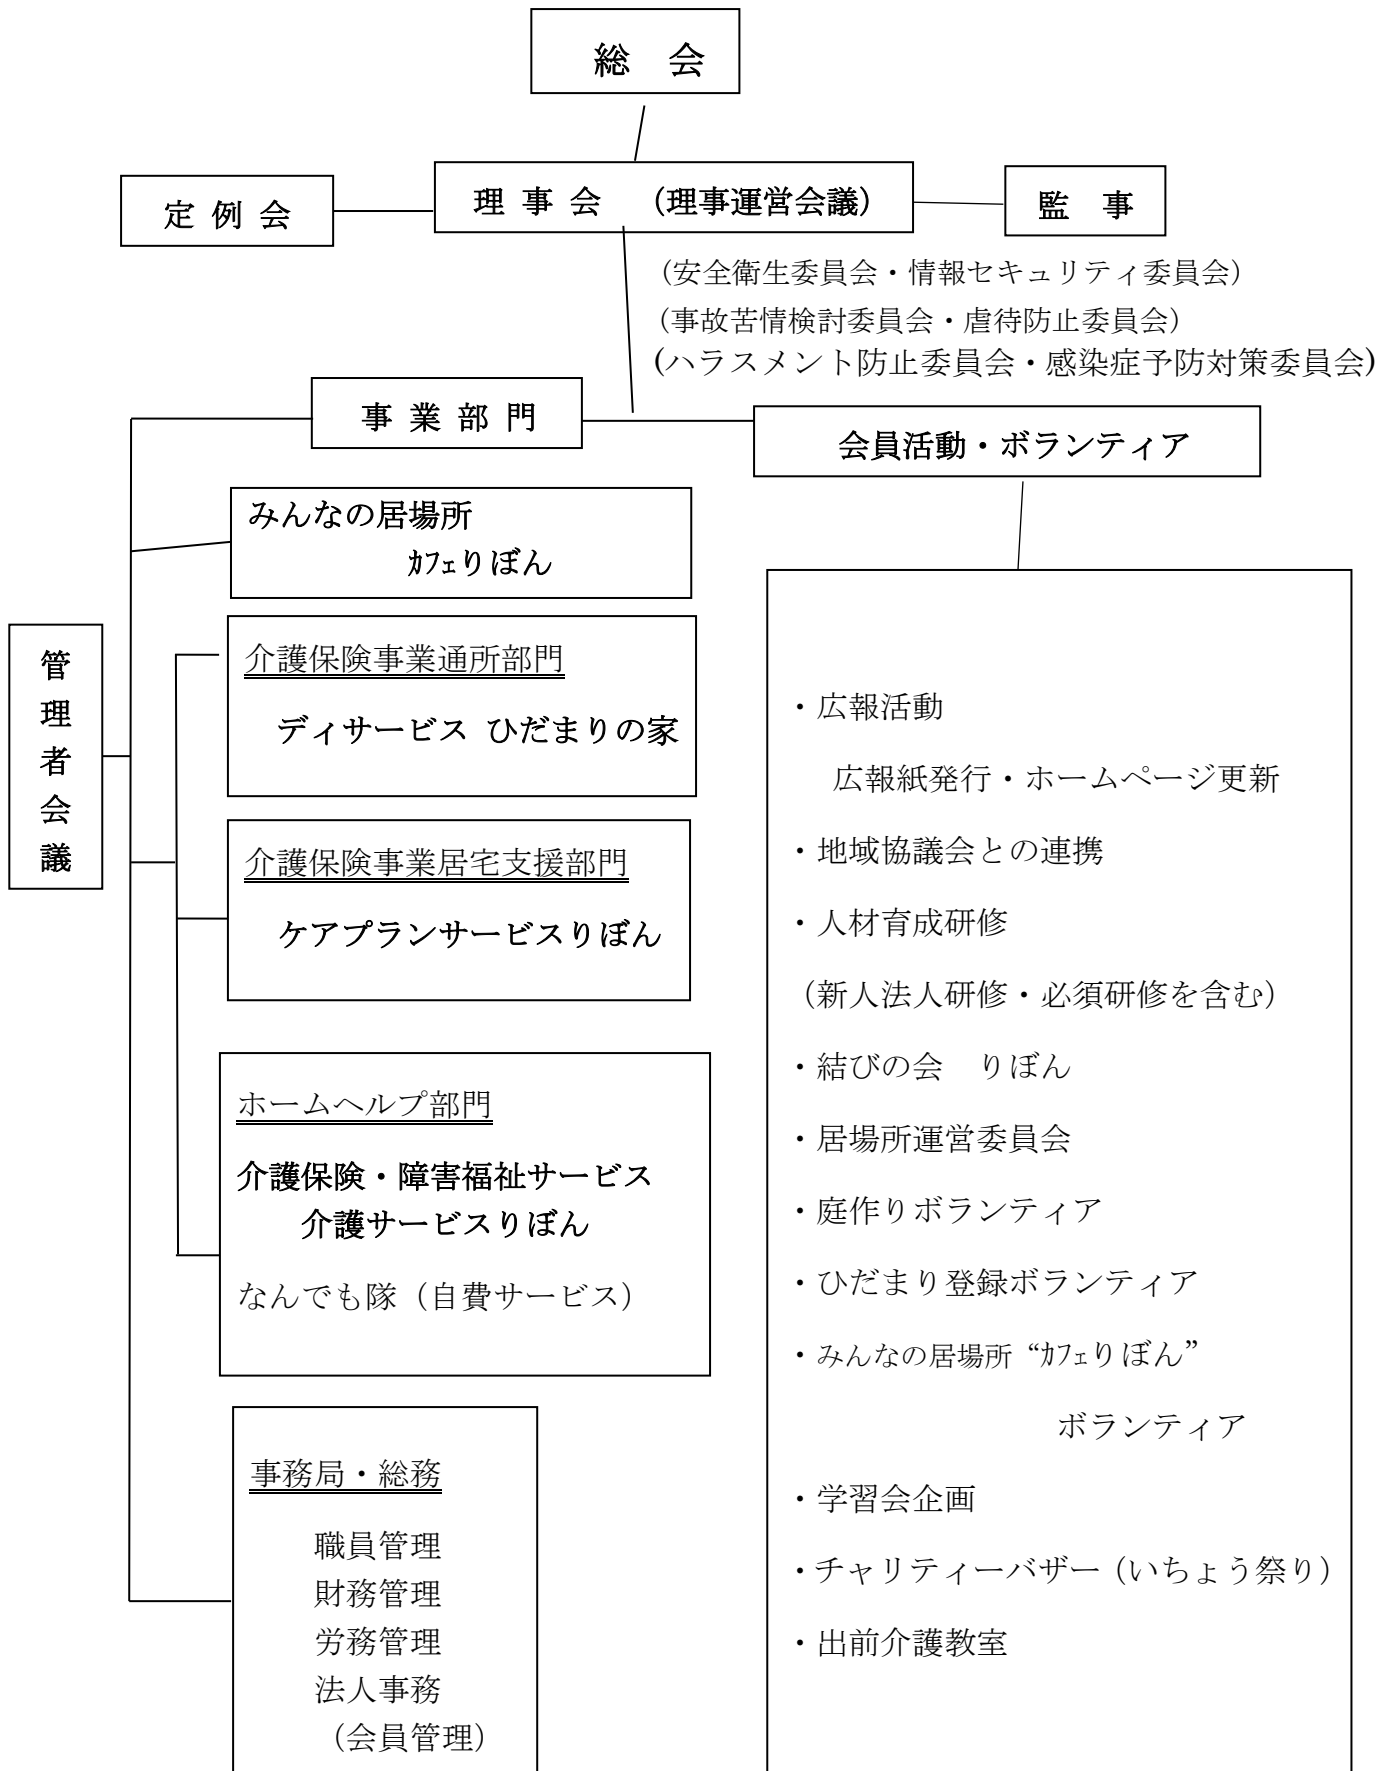 総　会
定 例 会
理 事 会　（理事運営会議）
監　事
（安全衛生委員会・情報セキュリティ委員会）
（事故苦情検討委員会・虐待防止委員会）
(ハラスメント防止委員会・感染症予防対策委員会)
事 業 部 門
会員活動・ボランティア
管理者会議
みんなの居場所
ｶﾌｪりぼん
介護保険事業通所部門
ディサービス ひだまりの家
介護保険事業居宅支援部門
ケアプランサービスりぼん
ホームヘルプ部門
介護保険・障害福祉サービス
介護サービスりぼん
なんでも隊（自費サービス）
事務局・総務
職員管理
財務管理
労務管理
法人事務
（会員管理）
・広報活動
広報紙発行・ホームページ更新
・地域協議会との連携
・人材育成研修
（新人法人研修・必須研修を含む）
・結びの会　りぼん
・居場所運営委員会
・庭作りボランティア
・ひだまり登録ボランティア
・みんなの居場所 “ｶﾌｪりぼん”
ボランティア
・学習会企画
・チャリティーバザー（いちょう祭り）
・出前介護教室